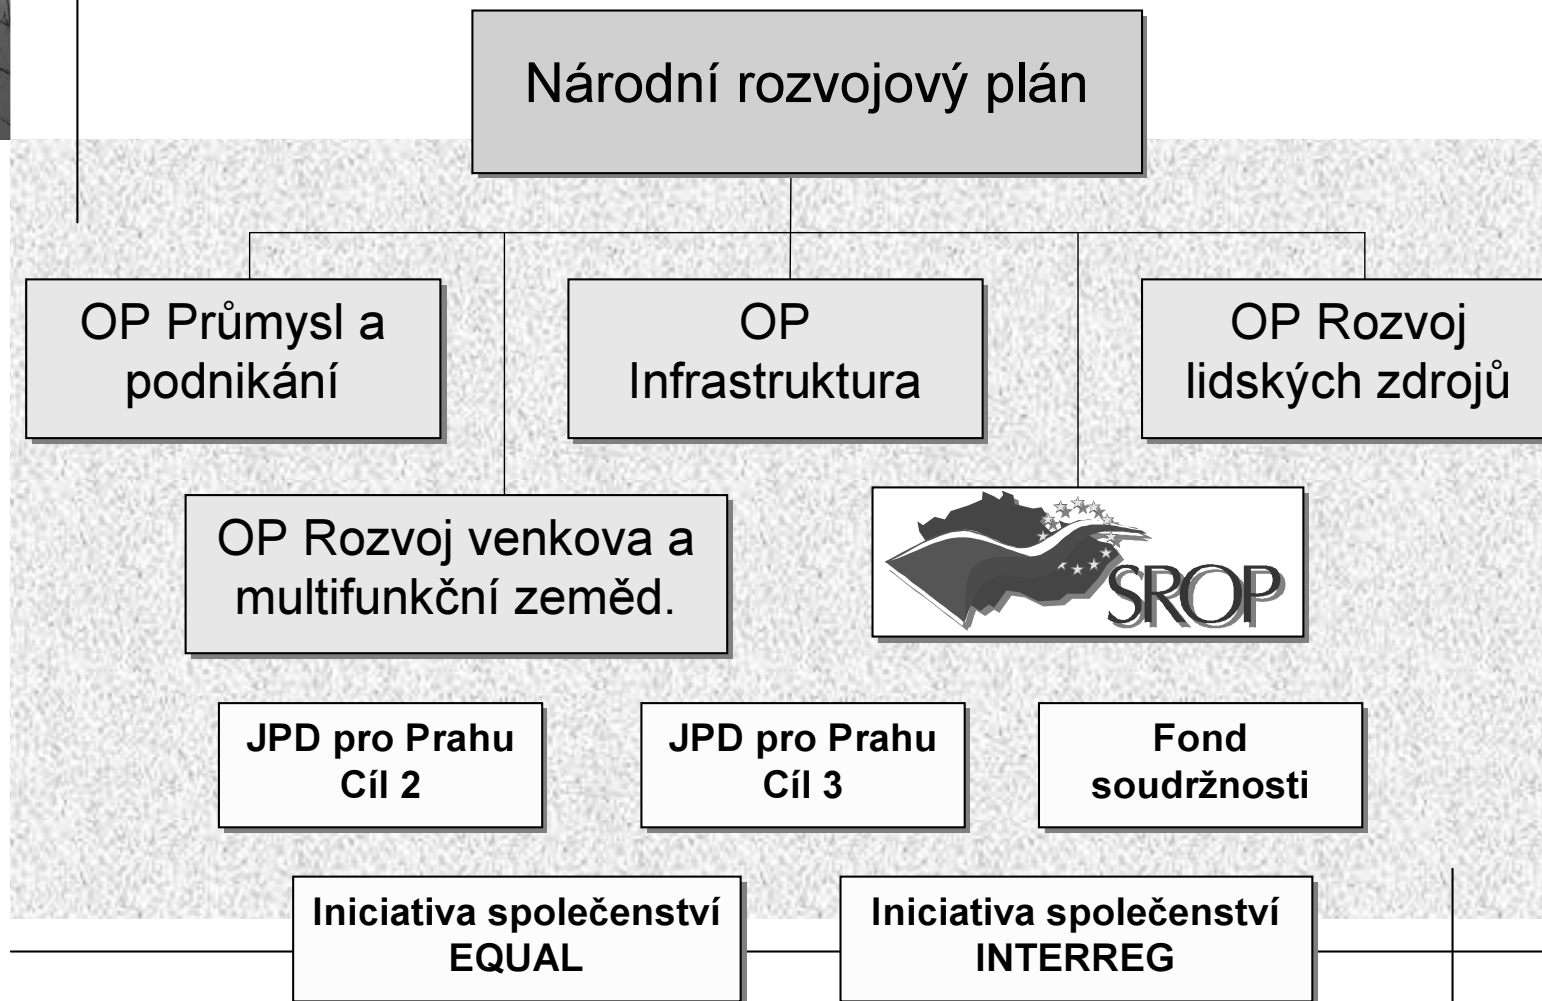 Národní rozvojový plán
OP Průmysl a
podnikání
OP
Infrastruktura
OP Rozvoj
lidských zdrojů
OP Rozvoj venkova a
multifunkční zeměd.
SROP
JPD pro Prahu
Cíl 2
JPD pro Prahu
Cíl 3
Fond
soudržnosti
Iniciativa společenství
EQUAL
Iniciativa společenství
INTERREG